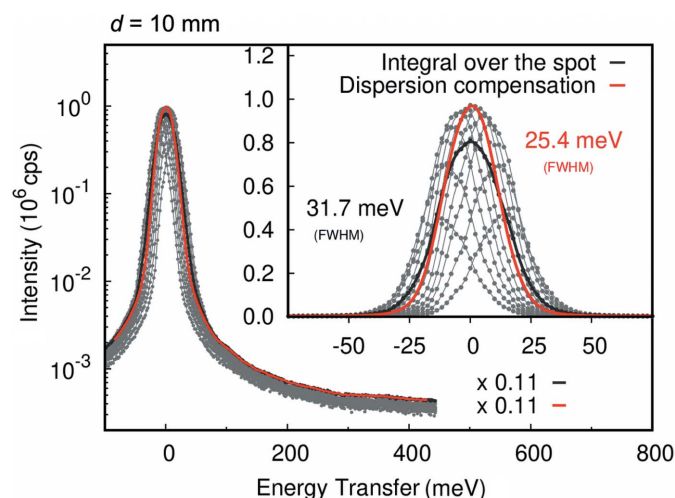 d = 10 mm
Intensity (10^6 cps)
10^0
10^-1
10^-2
10^-3
1.2
1.0
0.8
0.6
0.4
0.2
0.0
Integral over the spot
Dispersion compensation
25.4 meV
(FWHM)
31.7 meV
(FWHM)
-50 -25 0 25 50
x 0.11
x 0.11
0 200 400 600 800
Energy Transfer (meV)